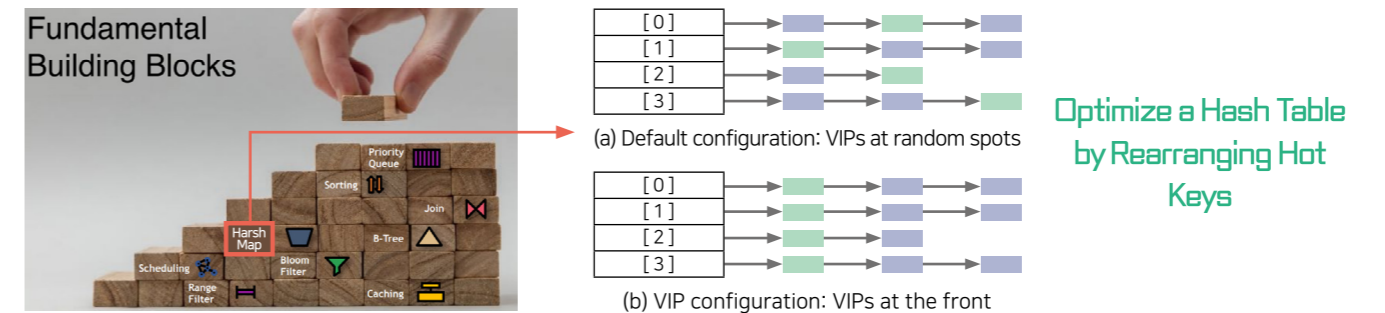 Fundamental
Building Blocks
Priority
Queue
Sorting
Join
Harsh
Map
B-Tree
Scheduling
Bloom
Filter
Range
Filter
Caching
[0]
[1]
[2]
[3]
(a) Default configuration: VIPs at random spots
[0]
[1]
[2]
[3]
(b) VIP configuration: VIPs at the front
Optimize a Hash Table
by Rearranging Hot
Keys